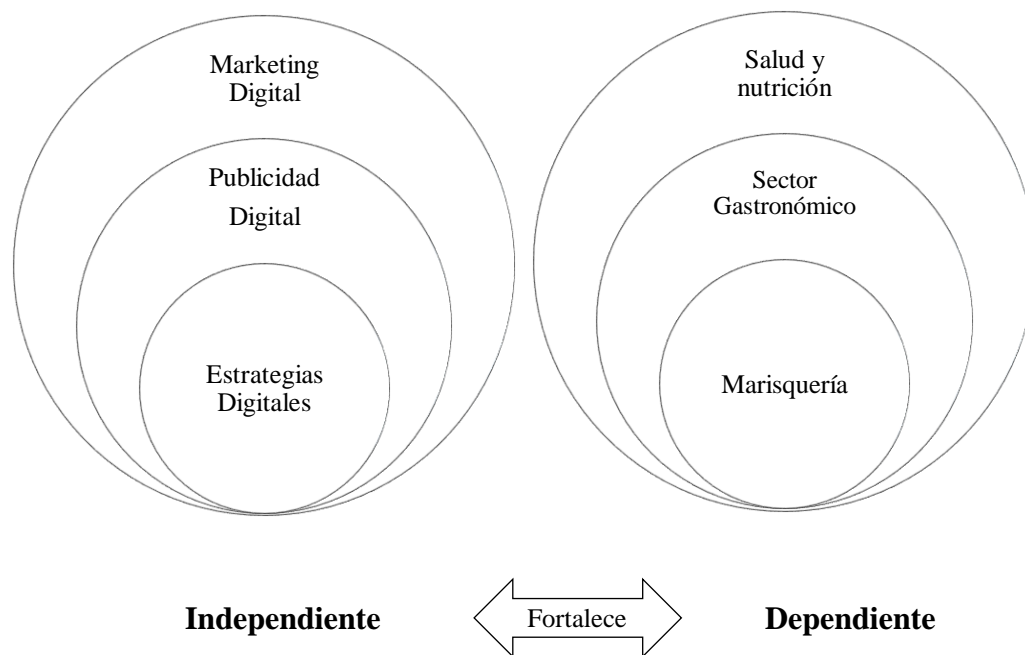 Marketing
Digital
Publicidad
Digital
Estrategias
Digitales
Salud y
nutrición
Sector
Gastronómico
Marisquería
Independiente
Fortalece
Dependiente